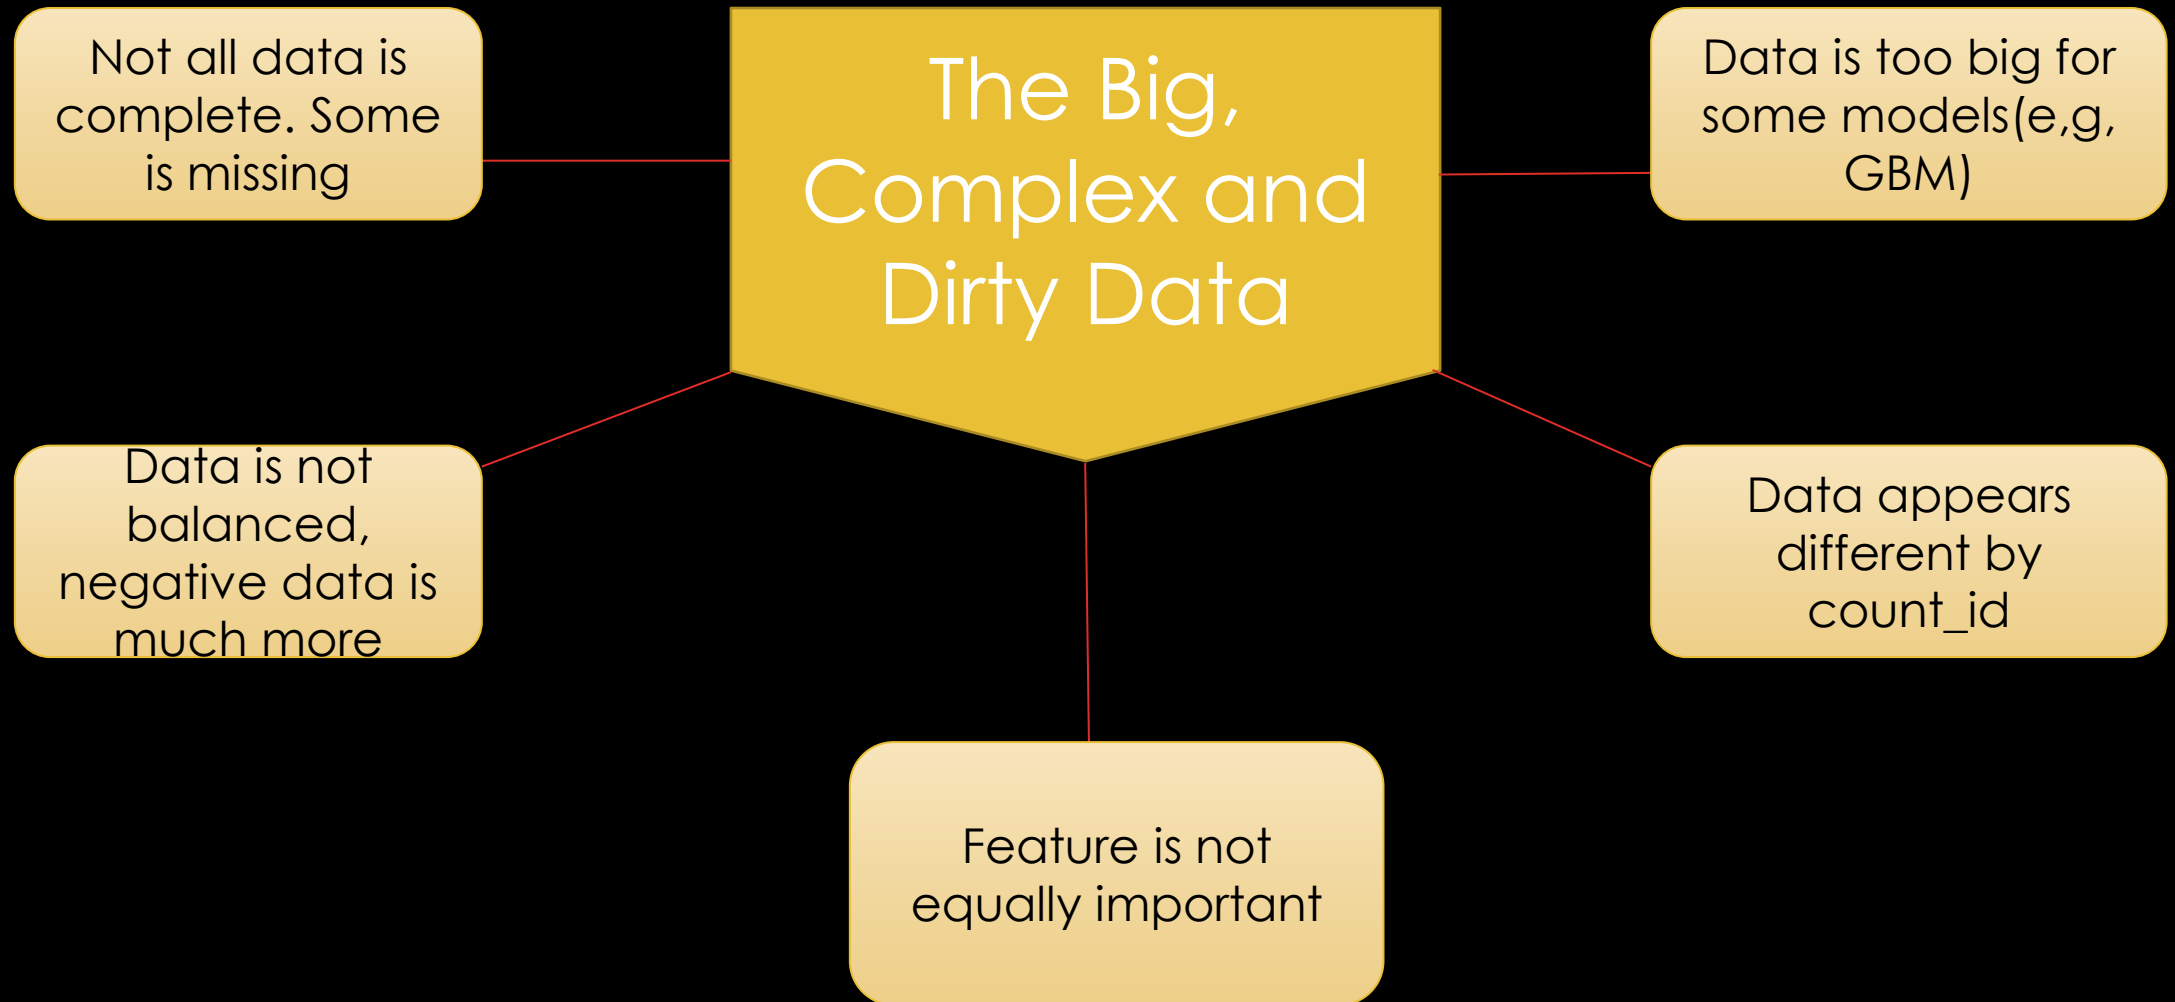 Not all data is
complete. Some
is missing
The Big,
Complex and
Dirty Data
Data is too big for
some models(e,g,
GBM)
Data is not
balanced,
negative data is
much more
Data appears
different by
count_id
Feature is not
equally important